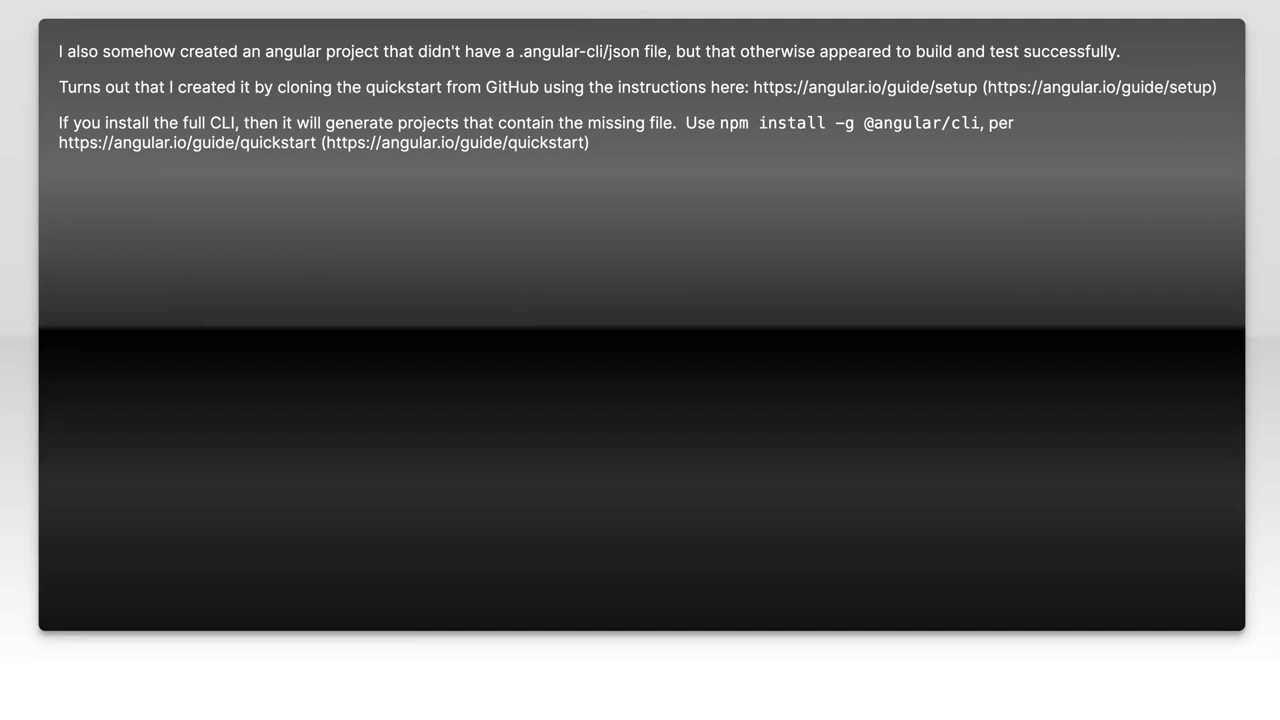 I also somehow created an angular project that didn't have a .angular-cli/json file, but that otherwise appeared to build and test successfully.
Turns out that I created it by cloning the quickstart from GitHub using the instructions here: https://angular.io/guide/setup (https://angular.io/guide/setup)
If you install the full CLI, then it will generate projects that contain the missing file.  Use npm install -g @angular/cli, per
https://angular.io/guide/quickstart (https://angular.io/guide/quickstart)